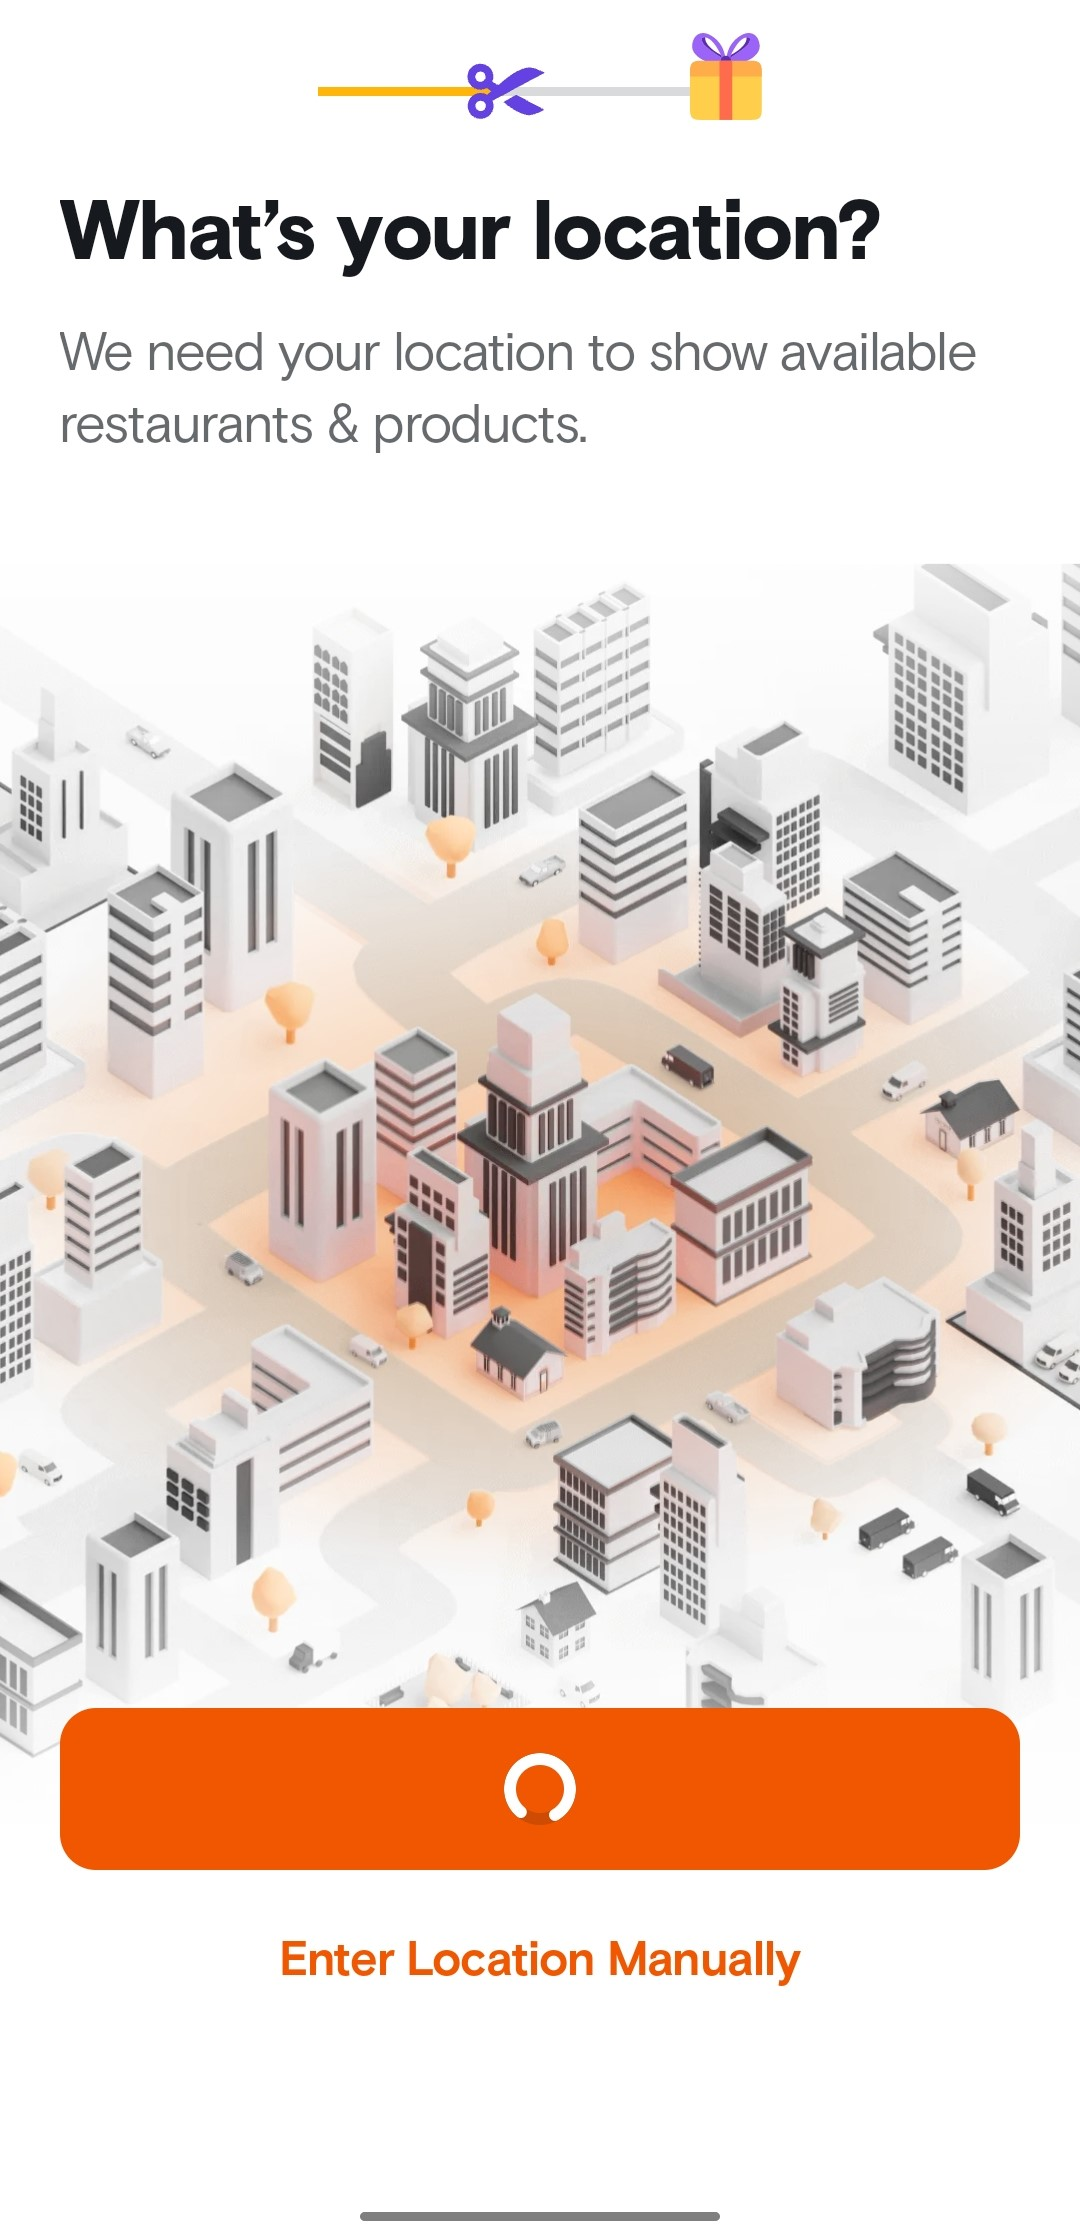 What’s your location?
We need your location to show available
restaurants & products.
Enter Location Manually